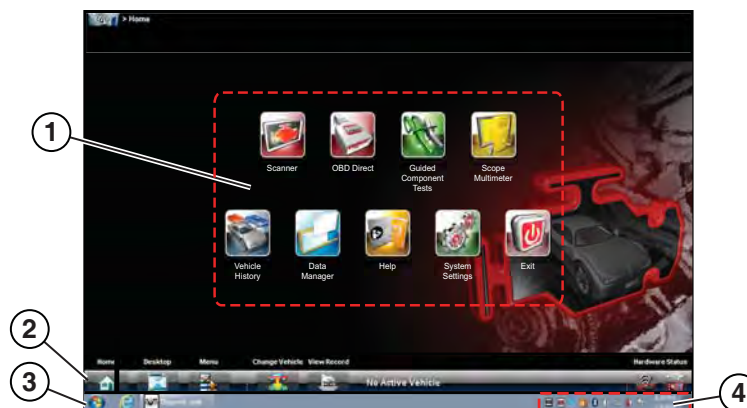 > Home
1
Scanner
OBD Direct
Guided
Component
Tests
Scope
Multimeter
Vehicle
History
Data
Manager
Help
System
Settings
Exit
2
Home Desktop Menu Change Vehicle View Record Hardware Status
No Active Vehicle
3
4